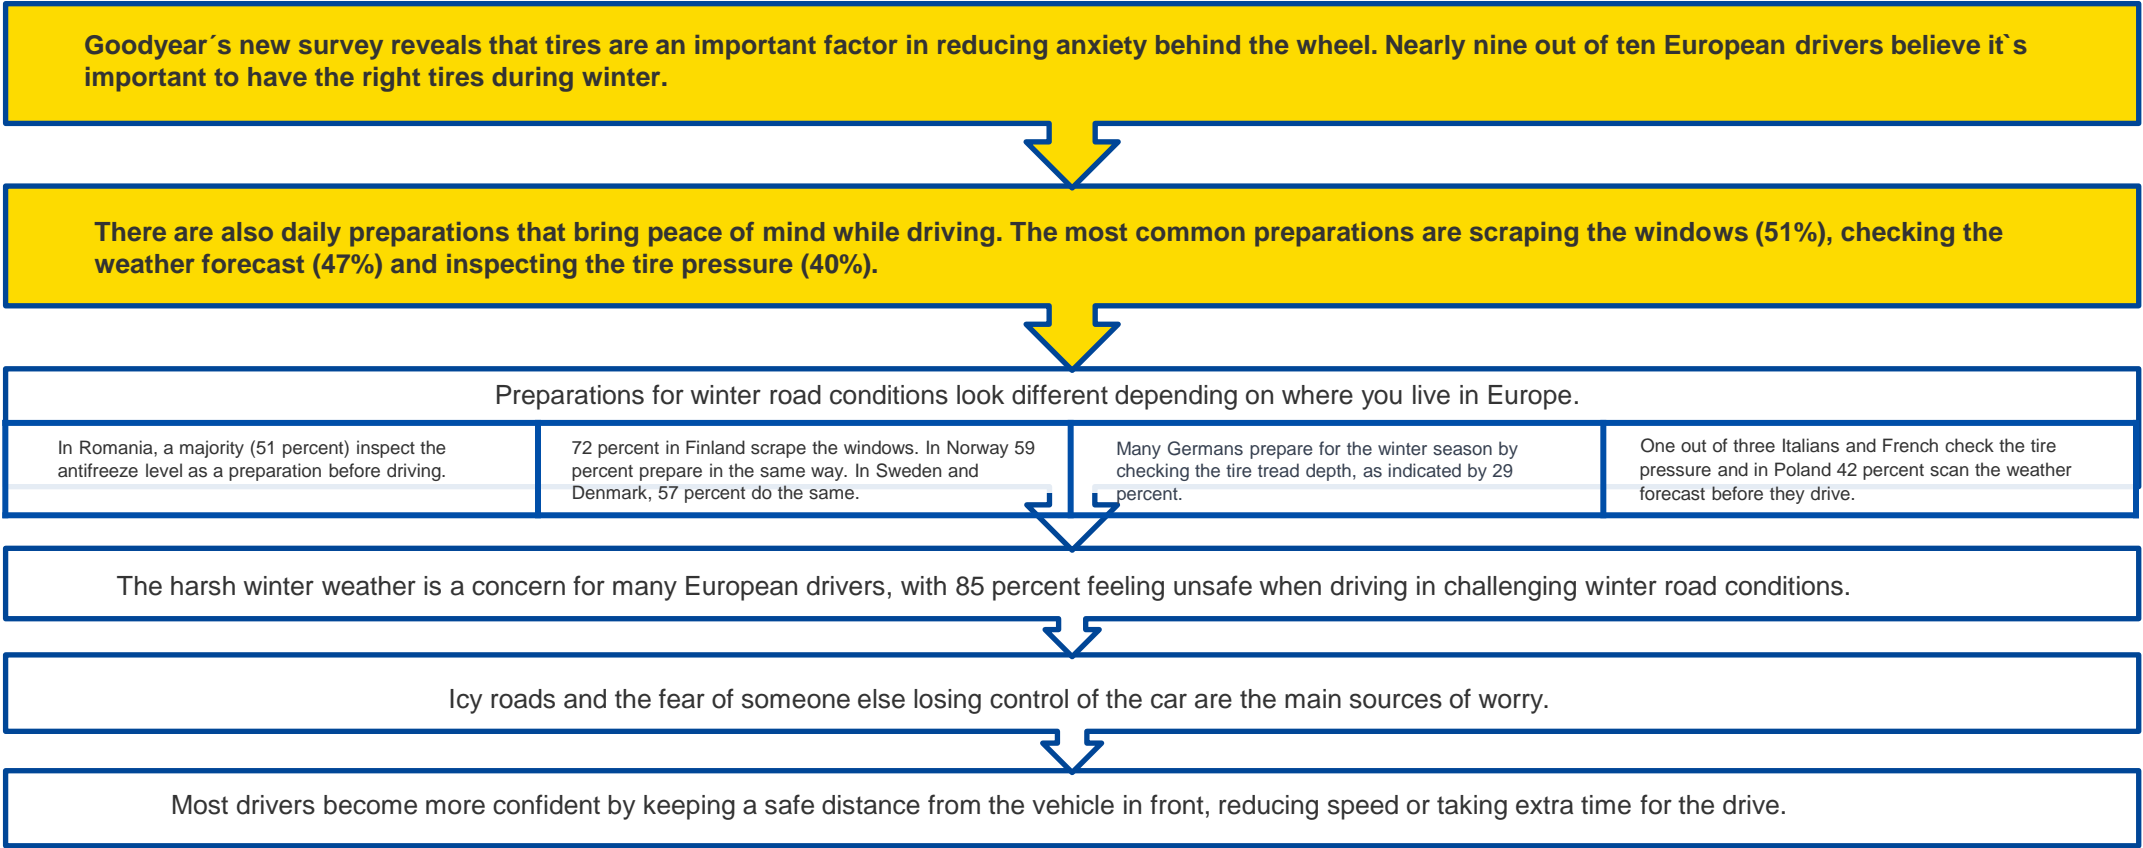 Goodyear´s new survey reveals that tires are an important factor in reducing anxiety behind the wheel. Nearly nine out of ten European drivers believe it`s
important to have the right tires during winter.
There are also daily preparations that bring peace of mind while driving. The most common preparations are scraping the windows (51%), checking the
weather forecast (47%) and inspecting the tire pressure (40%).
Preparations for winter road conditions look different depending on where you live in Europe.
In Romania, a majority (51 percent) inspect the
antifreeze level as a preparation before driving.
72 percent in Finland scrape the windows. In Norway 59
percent prepare in the same way. In Sweden and
Denmark, 57 percent do the same.
Many Germans prepare for the winter season by
checking the tire tread depth, as indicated by 29
percent.
One out of three Italians and French check the tire
pressure and in Poland 42 percent scan the weather
forecast before they drive.
The harsh winter weather is a concern for many European drivers, with 85 percent feeling unsafe when driving in challenging winter road conditions.
Icy roads and the fear of someone else losing control of the car are the main sources of worry.
Most drivers become more confident by keeping a safe distance from the vehicle in front, reducing speed or taking extra time for the drive.